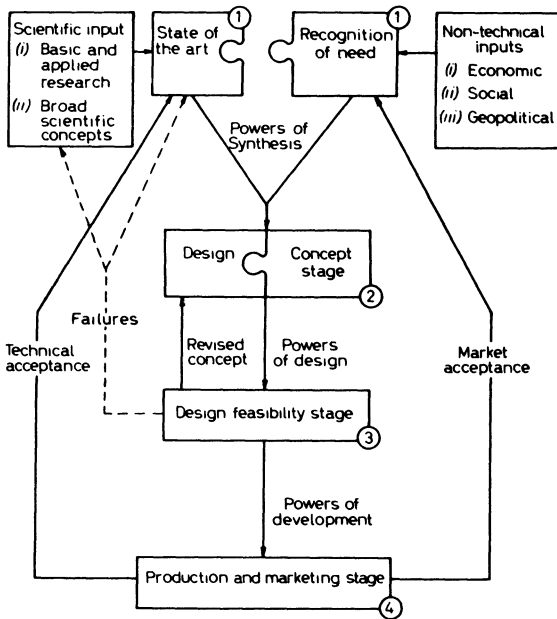 Scientific input
(i) Basic and
applied
research
(ii) Broad
scientific
concepts
1
State of
the art
1
Recognition
of need
Non-technical
inputs
(i) Economic
(ii) Social
(iii) Geopolitical
Powers of
Synthesis
Design
Concept
stage
2
Failures
Technical
acceptance
Revised
concept
Powers
of design
Market
acceptance
Design feasibility stage
3
Powers of
development
Production and marketing stage
4